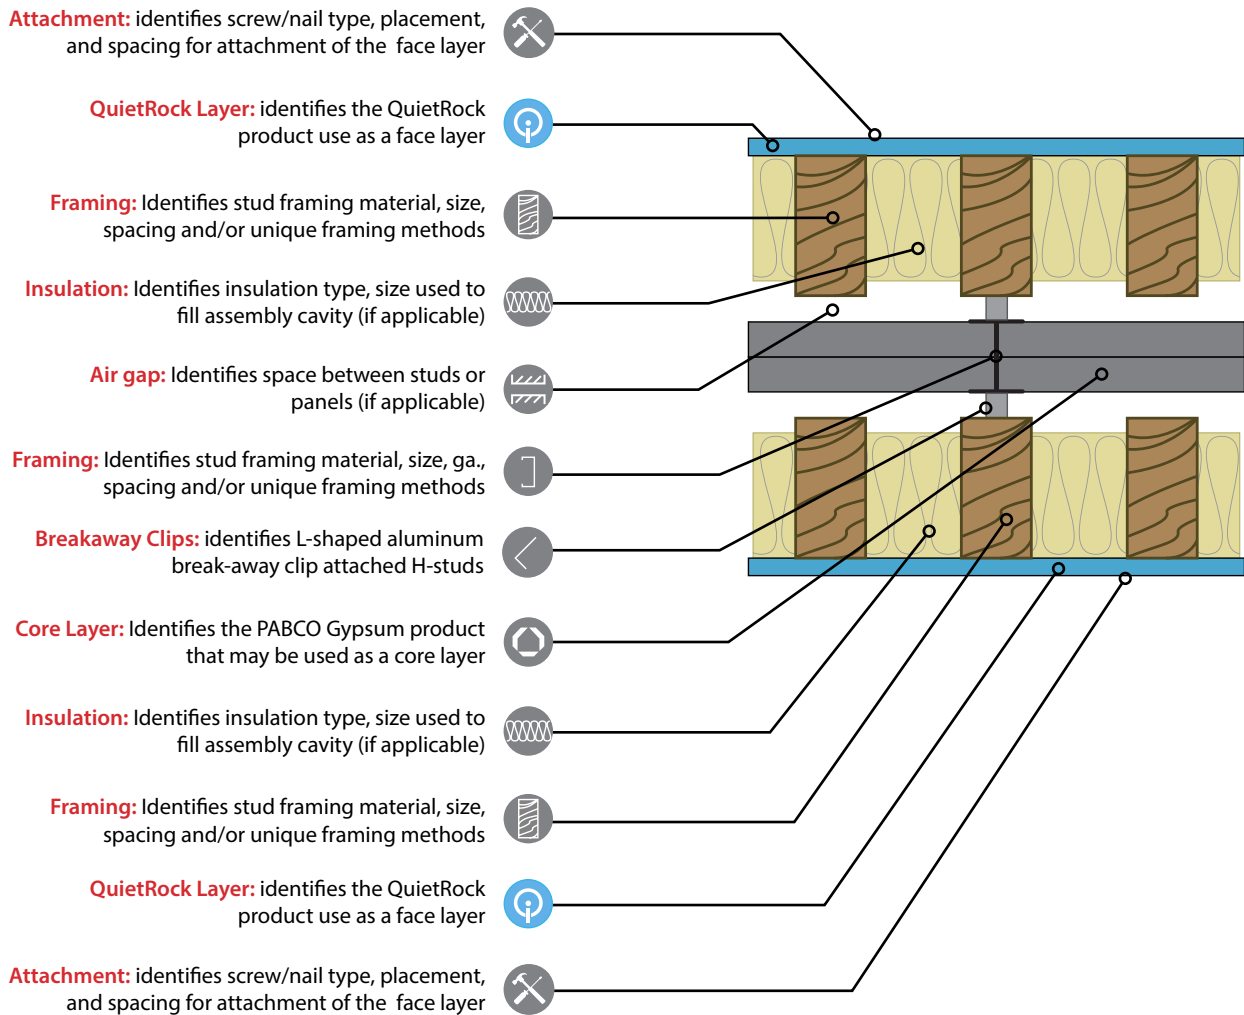 Attachment: identifies screw/nail type, placement,
and spacing for attachment of the face layer
QuietRock Layer: identifies the QuietRock
product use as a face layer
Framing: Identifies stud framing material, size,
spacing and/or unique framing methods
Insulation: Identifies insulation type, size used to
fill assembly cavity (if applicable)
Air gap: Identifies space between studs or
panels (if applicable)
Framing: Identifies stud framing material, size, ga.,
spacing and/or unique framing methods
Breakaway Clips: identifies L-shaped aluminum
break-away clip attached H-studs
Core Layer: Identifies the PABCO Gypsum product
that may be used as a core layer
Insulation: Identifies insulation type, size used to
fill assembly cavity (if applicable)
Framing: Identifies stud framing material, size,
spacing and/or unique framing methods
QuietRock Layer: identifies the QuietRock
product use as a face layer
Attachment: identifies screw/nail type, placement,
and spacing for attachment of the face layer